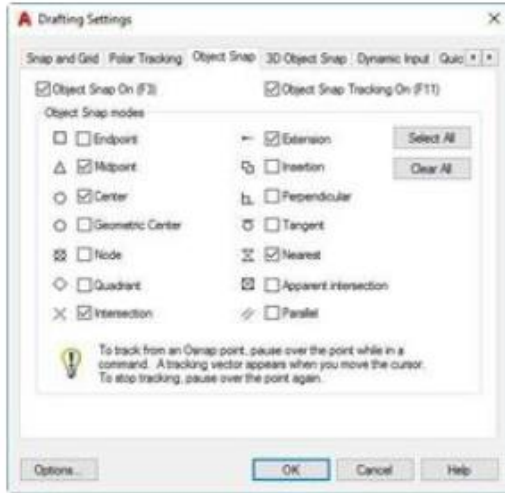 Drafting Settings
Snap and Grid Polar Tracking Object Snap 3D Object Snap Dynamic Input Quic
Object Snap On (F3) Object Snap Tracking On (F11)
Object Snap modes
Endpoint Extension Select All
Midpoint Insertion Clear All
Center Perpendicular
Geometric Center Tangent
Node Nearest
Quadrant Apparent intersection
Intersection Parallel
To track from an Osnap point, pause over the point while in a
command. A tracking vector appears when you move the cursor.
To stop tracking, pause over the point again.
Options... OK Cancel Help